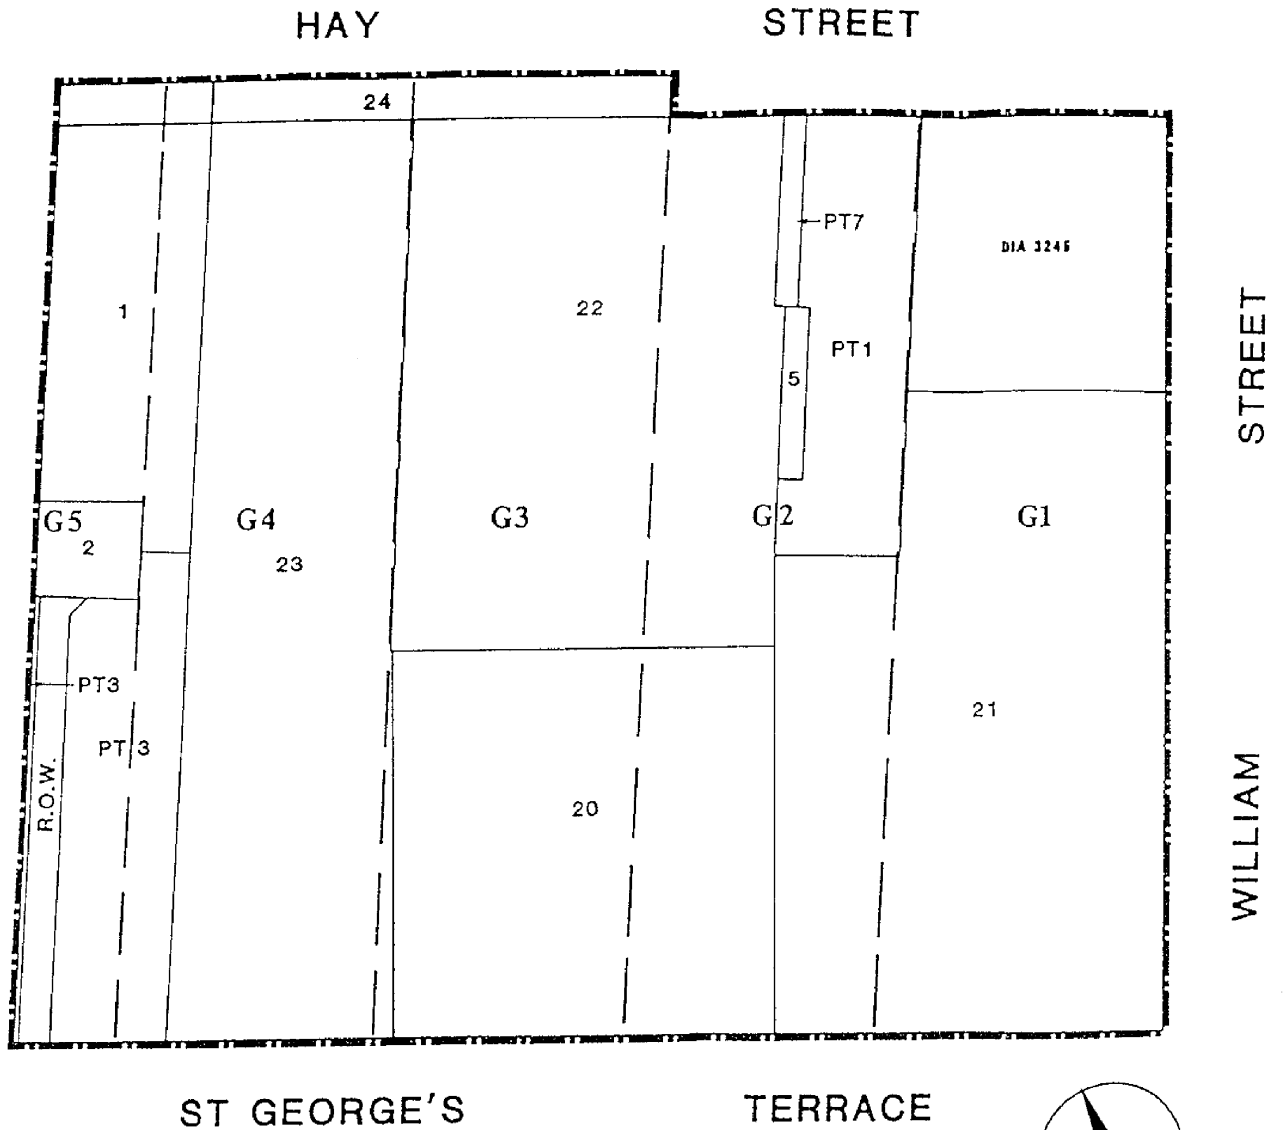 HAY STREET
24
PT7
DIA 3246
1
22
PT1
5
STREET
G5
G4
G3
G2
G1
2
23
PT3
21
PT 3
R.O.W.
20
WILLIAM
ST GEORGE'S TERRACE